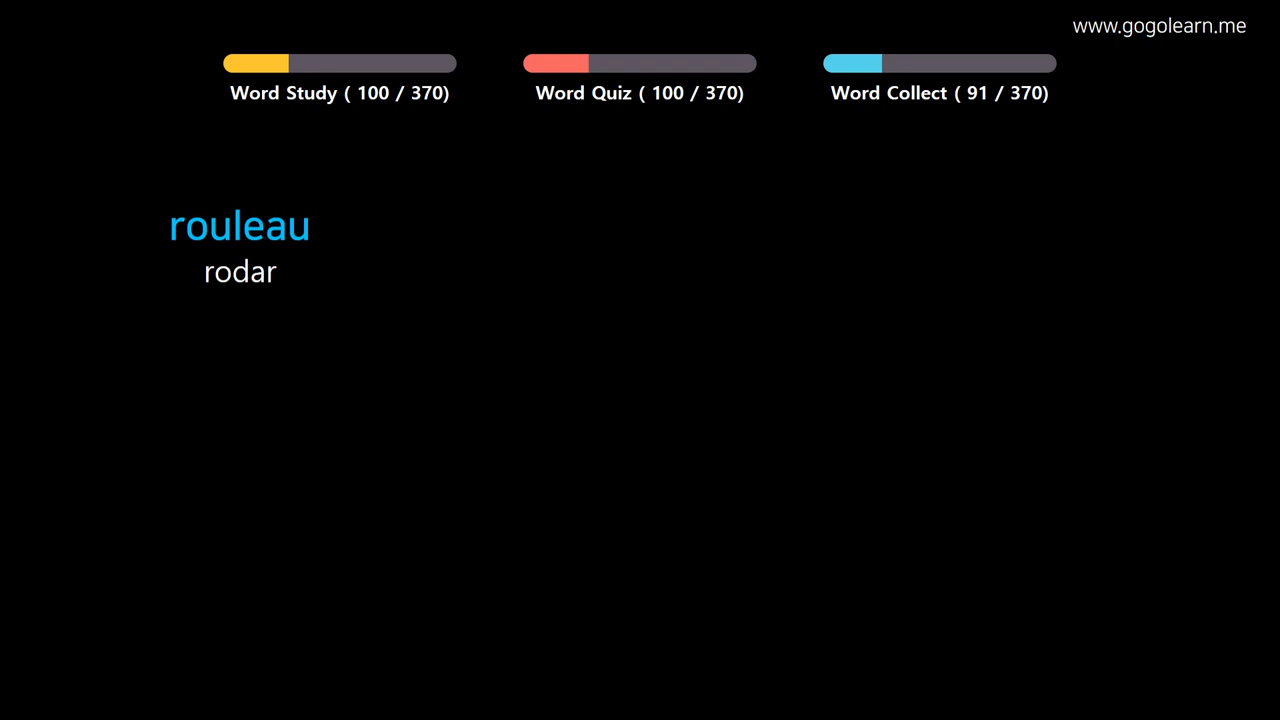 www.gogolearn.me
Word Study ( 100 / 370)
Word Quiz ( 100 / 370)
Word Collect ( 91 / 370)
rouleau
rodar